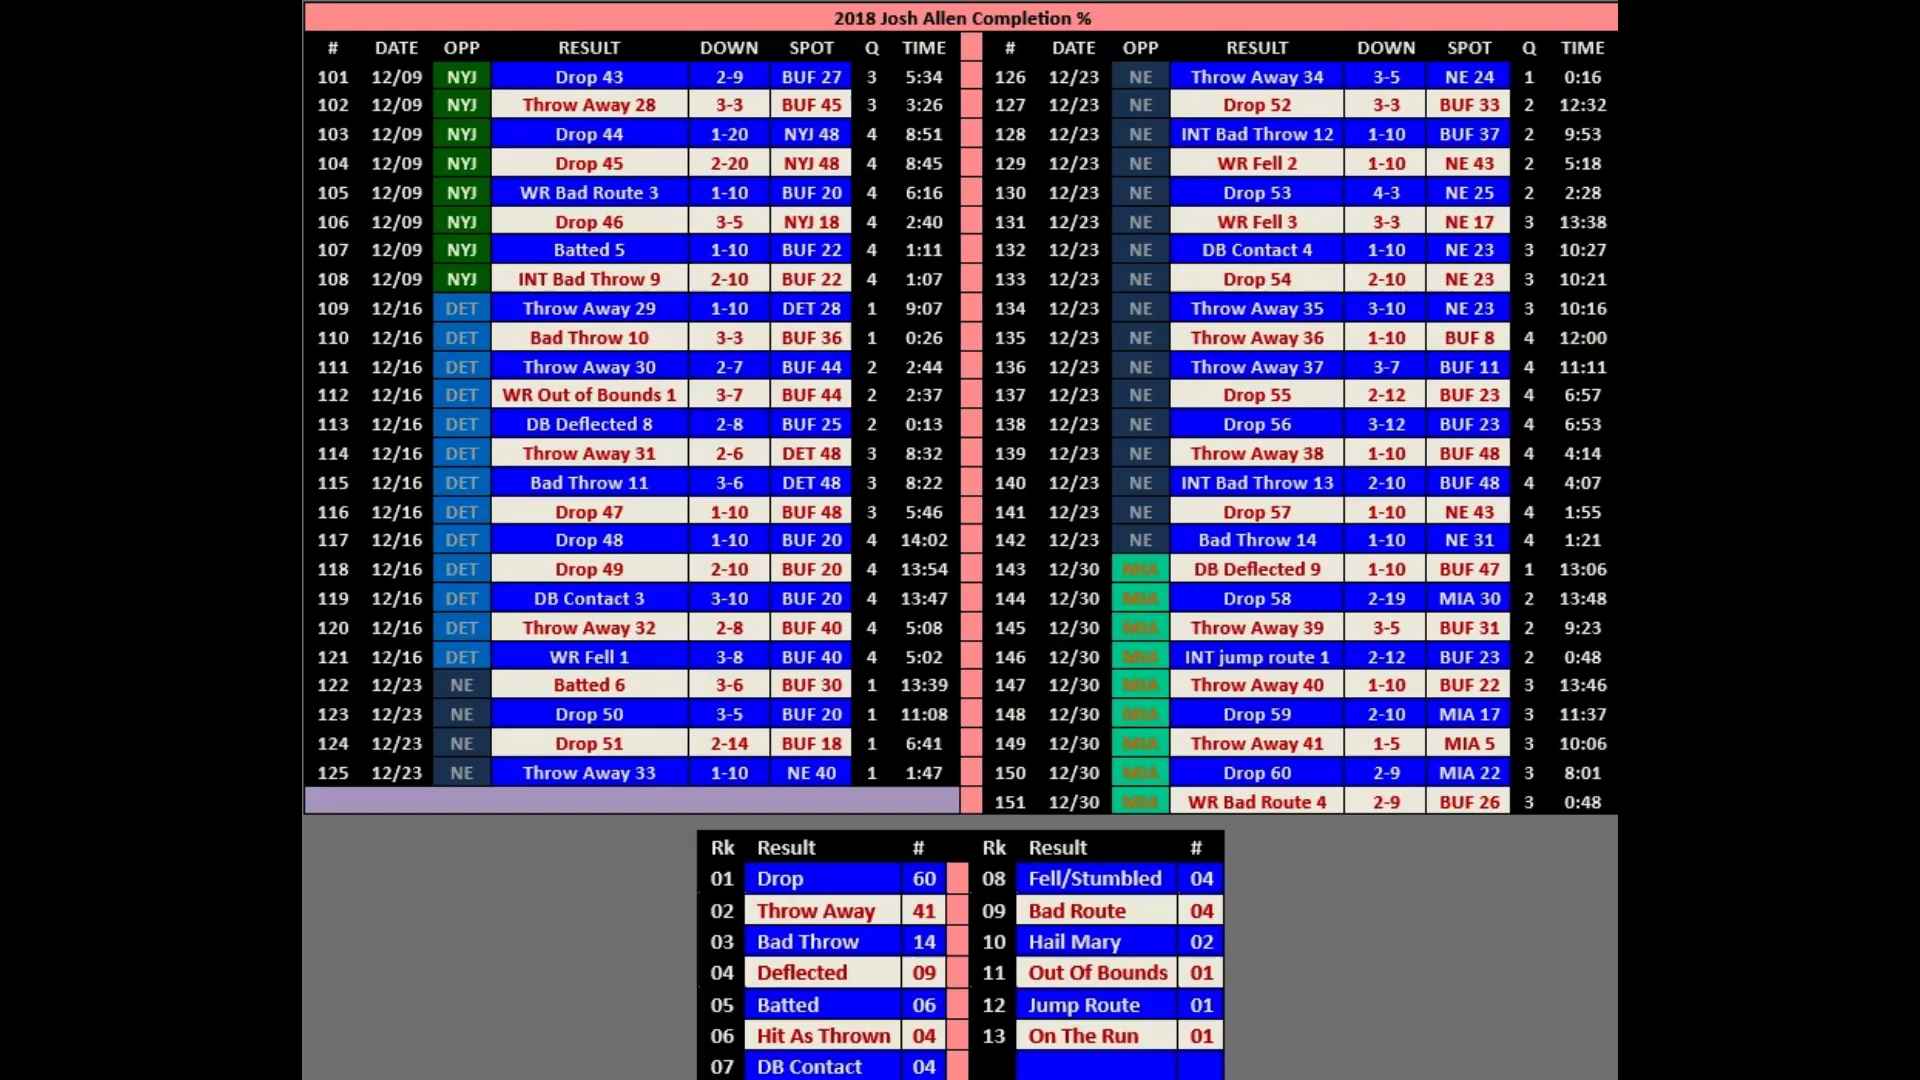 2018 Josh Allen Completion %
# DATE OPP RESULT DOWN SPOT Q TIME
101 12/09 NYJ Drop 43 2-9 BUF 27 3 5:34
102 12/09 NYJ Throw Away 28 3-3 BUF 45 3 3:26
103 12/09 NYJ Drop 44 1-20 NYJ 48 4 8:51
104 12/09 NYJ Drop 45 2-20 NYJ 48 4 8:45
105 12/09 NYJ WR Bad Route 3 1-10 BUF 20 4 6:16
106 12/09 NYJ Drop 46 3-5 NYJ 18 4 2:40
107 12/09 NYJ Batted 5 1-10 BUF 22 4 1:11
108 12/09 NYJ INT Bad Throw 9 2-10 BUF 22 4 1:07
109 12/16 DET Throw Away 29 1-10 DET 28 1 9:07
110 12/16 DET Bad Throw 10 3-3 BUF 36 1 0:26
111 12/16 DET Throw Away 30 2-7 BUF 44 2 2:44
112 12/16 DET WR Out of Bounds 1 3-7 BUF 44 2 2:37
113 12/16 DET DB Deflected 8 2-8 BUF 25 2 0:13
114 12/16 DET Throw Away 31 2-6 DET 48 3 8:32
115 12/16 DET Bad Throw 11 3-6 DET 48 3 8:22
116 12/16 DET Drop 47 1-10 BUF 48 3 5:46
117 12/16 DET Drop 48 1-10 BUF 20 4 14:02
118 12/16 DET Drop 49 2-10 BUF 20 4 13:54
119 12/16 DET DB Contact 3 3-10 BUF 20 4 13:47
120 12/16 DET Throw Away 32 2-8 BUF 40 4 5:08
121 12/16 DET WR Fell 1 3-8 BUF 40 4 5:02
122 12/23 NE Batted 6 3-6 BUF 30 1 13:39
123 12/23 NE Drop 50 3-5 BUF 20 1 11:08
124 12/23 NE Drop 51 2-14 BUF 18 1 6:41
125 12/23 NE Throw Away 33 1-10 NE 40 1 1:47
# DATE OPP RESULT DOWN SPOT Q TIME
126 12/23 NE Throw Away 34 3-5 NE 24 1 0:16
127 12/23 NE Drop 52 3-3 BUF 33 2 12:32
128 12/23 NE INT Bad Throw 12 1-10 BUF 37 2 9:53
129 12/23 NE WR Fell 2 1-10 NE 43 2 5:18
130 12/23 NE Drop 53 4-3 NE 25 2 2:28
131 12/23 NE WR Fell 3 3-3 NE 17 3 13:38
132 12/23 NE DB Contact 4 1-10 NE 23 3 10:27
133 12/23 NE Drop 54 2-10 NE 23 3 10:21
134 12/23 NE Throw Away 35 3-10 NE 23 3 10:16
135 12/23 NE Throw Away 36 1-10 BUF 8 4 12:00
136 12/23 NE Throw Away 37 3-7 BUF 11 4 11:11
137 12/23 NE Drop 55 2-12 BUF 23 4 6:57
138 12/23 NE Drop 56 3-12 BUF 23 4 6:53
139 12/23 NE Throw Away 38 1-10 BUF 48 4 4:14
140 12/23 NE INT Bad Throw 13 2-10 BUF 48 4 4:07
141 12/23 NE Drop 57 1-10 NE 43 4 1:55
142 12/23 NE Bad Throw 14 1-10 NE 31 4 1:21
143 12/30 MIA DB Deflected 9 1-10 BUF 47 1 13:06
144 12/30 MIA Drop 58 2-19 MIA 30 2 13:48
145 12/30 MIA Throw Away 39 3-5 BUF 31 2 9:23
146 12/30 MIA INT jump route 1 2-12 BUF 23 2 0:48
147 12/30 MIA Throw Away 40 1-10 BUF 22 3 13:46
148 12/30 MIA Drop 59 2-10 MIA 17 3 11:37
149 12/30 MIA Throw Away 41 1-5 MIA 5 3 10:06
150 12/30 MIA Drop 60 2-9 MIA 22 3 8:01
151 12/30 MIA WR Bad Route 4 2-9 BUF 26 3 0:48
Rk Result #
01 Drop 60
02 Throw Away 41
03 Bad Throw 14
04 Deflected 09
05 Batted 06
06 Hit As Thrown 04
07 DB Contact 04
Rk Result #
08 Fell/Stumbled 04
09 Bad Route 04
10 Hail Mary 02
11 Out Of Bounds 01
12 Jump Route 01
13 On The Run 01